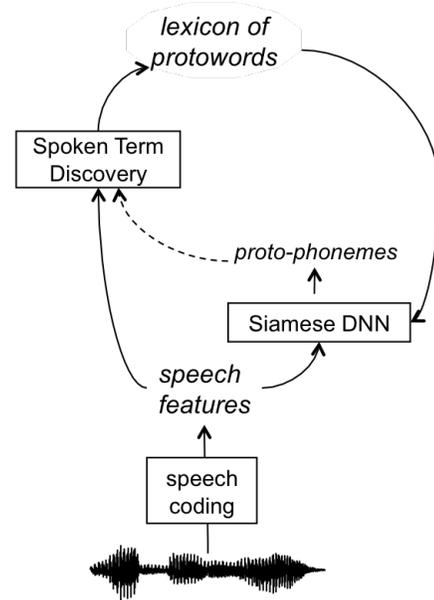 lexicon of
protowords
Spoken Term
Discovery
proto-phonemes
Siamese DNN
speech
features
speech
coding